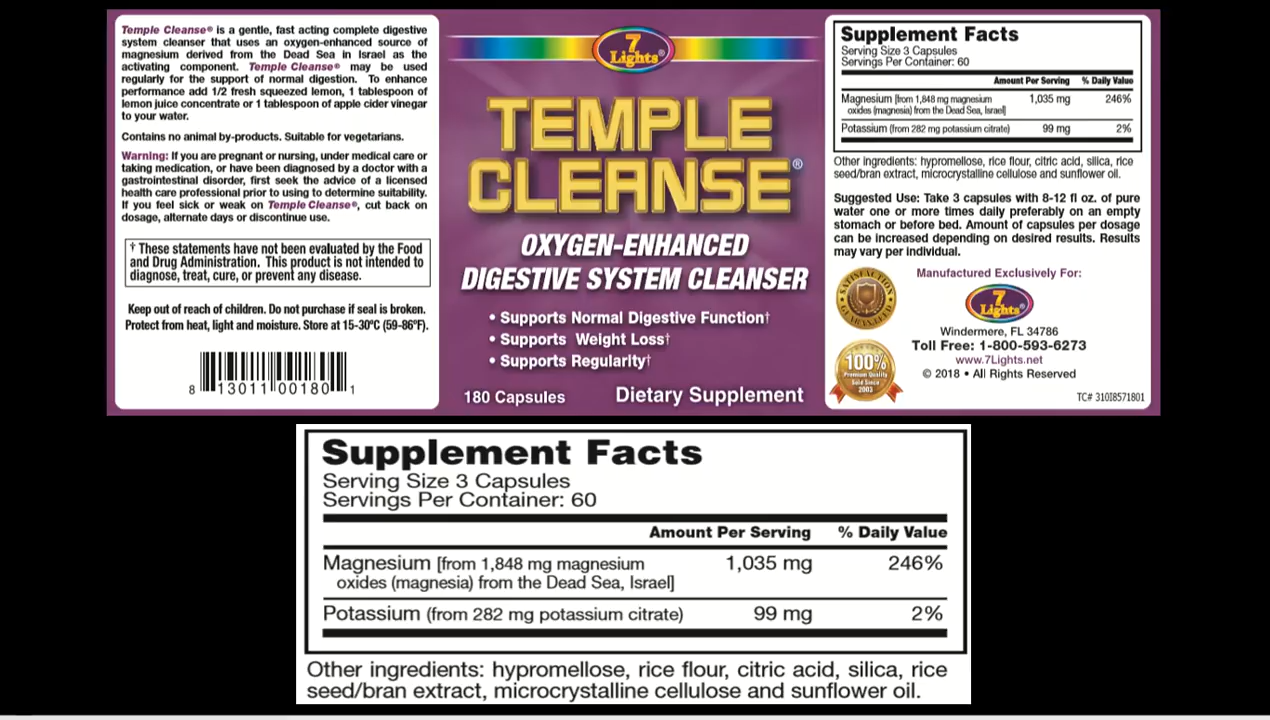 Temple Cleanse® is a gentle, fast acting complete digestive
system cleanser that uses an oxygen-enhanced source of
magnesium derived from the Dead Sea in Israel as the
activating component. Temple Cleanse® may be used
regularly for the support of normal digestion. To enhance
performance add 1/2 fresh squeezed lemon, 1 tablespoon of
lemon juice concentrate or 1 tablespoon of apple cider vinegar
to your water.
Contains no animal by-products. Suitable for vegetarians.
Warning: If you are pregnant or nursing, under medical care or
taking medication, or have been diagnosed by a doctor with a
gastrointestinal disorder, first seek the advice of a licensed
health care professional prior to using to determine suitability.
If you feel sick or weak on Temple Cleanse®, cut back on
dosage, alternate days or discontinue use.
† These statements have not been evaluated by the Food
and Drug Administration. This product is not intended to
diagnose, treat, cure, or prevent any disease.
Keep out of reach of children. Do not purchase if seal is broken.
Protect from heat, light and moisture. Store at 15-30ºC (59-86ºF).
8 13011 00180 1
7
Lights®
TEMPLE
CLEANSE®
OXYGEN-ENHANCED
DIGESTIVE SYSTEM CLEANSER
• Supports Normal Digestive Function†
• Supports Weight Loss†
• Supports Regularity†
180 Capsules Dietary Supplement
Supplement Facts
Serving Size 3 Capsules
Servings Per Container: 60
Amount Per Serving % Daily Value
Magnesium [from 1,848 mg magnesium 1,035 mg 246%
oxides (magnesia) from the Dead Sea, Israel]
Potassium (from 282 mg potassium citrate) 99 mg 2%
Other ingredients: hypromellose, rice flour, citric acid, silica, rice
seed/bran extract, microcrystalline cellulose and sunflower oil.
Suggested Use: Take 3 capsules with 8-12 fl oz. of pure
water one or more times daily preferably on an empty
stomach or before bed. Amount of capsules per dosage
can be increased depending on desired results. Results
may vary per individual.
SATISFACTION
GUARANTEED
100%
Premium Quality
Sold Since
2003
Manufactured Exclusively For:
7
Lights®
Windermere, FL 34786
Toll Free: 1-800-593-6273
www.7Lights.net
© 2018 • All Rights Reserved
TC# 310I8571801
Supplement Facts
Serving Size 3 Capsules
Servings Per Container: 60
Amount Per Serving % Daily Value
Magnesium [from 1,848 mg magnesium 1,035 mg 246%
oxides (magnesia) from the Dead Sea, Israel]
Potassium (from 282 mg potassium citrate) 99 mg 2%
Other ingredients: hypromellose, rice flour, citric acid, silica, rice
seed/bran extract, microcrystalline cellulose and sunflower oil.